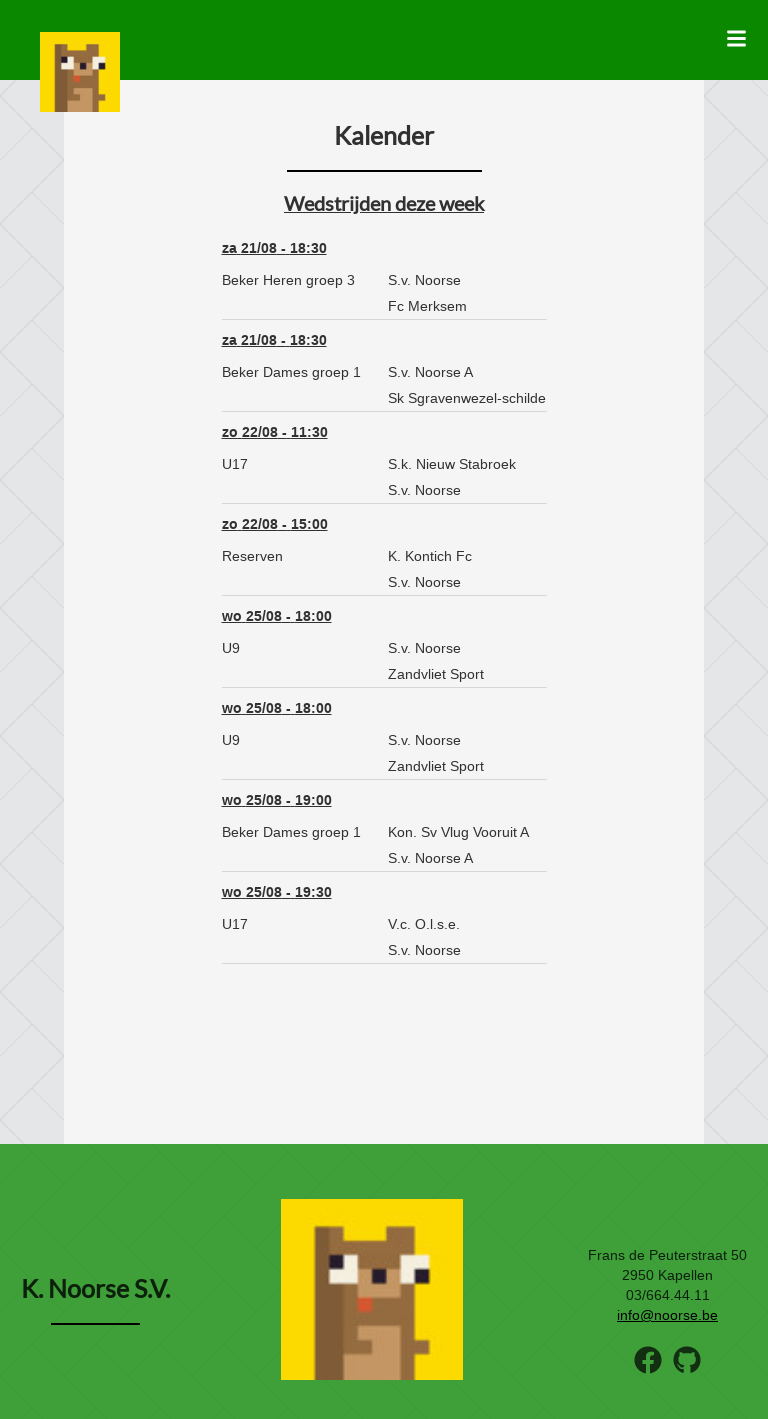 Kalender
Wedstrijden deze week
za 21/08 - 18:30
Beker Heren groep 3 S.v. Noorse
Fc Merksem
za 21/08 - 18:30
Beker Dames groep 1 S.v. Noorse A
Sk Sgravenwezel-schilde
zo 22/08 - 11:30
U17 S.k. Nieuw Stabroek
S.v. Noorse
zo 22/08 - 15:00
Reserven K. Kontich Fc
S.v. Noorse
wo 25/08 - 18:00
U9 S.v. Noorse
Zandvliet Sport
wo 25/08 - 18:00
U9 S.v. Noorse
Zandvliet Sport
wo 25/08 - 19:00
Beker Dames groep 1 Kon. Sv Vlug Vooruit A
S.v. Noorse A
wo 25/08 - 19:30
U17 V.c. O.l.s.e.
S.v. Noorse
K. Noorse S.V.
Frans de Peuterstraat 50
2950 Kapellen
03/664.44.11
info@noorse.be